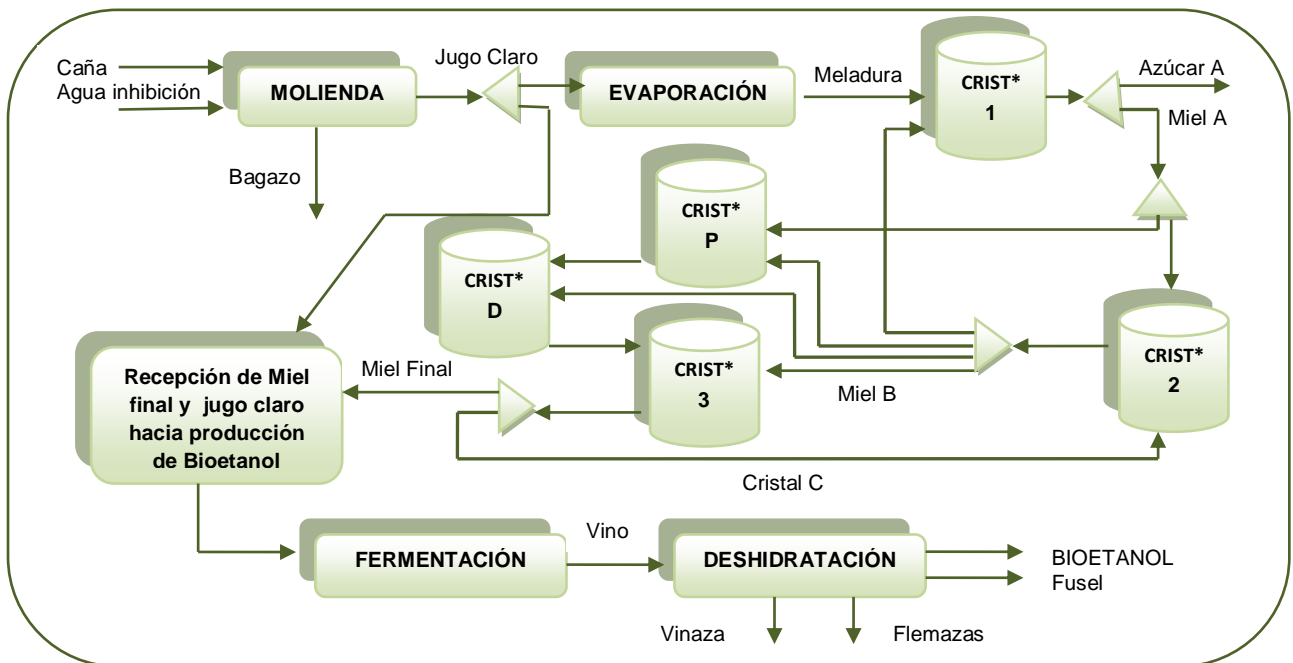 Caña
Agua inhibición
MOLIENDA
Jugo Claro
EVAPORACIÓN
Meladura
CRIST*
1
Azúcar A
Miel A
Bagazo
CRIST*
P
CRIST*
D
CRIST*
3
Miel B
CRIST*
2
Miel Final
Recepción de Miel
final y jugo claro
hacia producción
de Bioetanol
Cristal C
FERMENTACIÓN
Vino
DESHIDRATACIÓN
BIOETANOL
Fusel
Vinaza
Flemazas